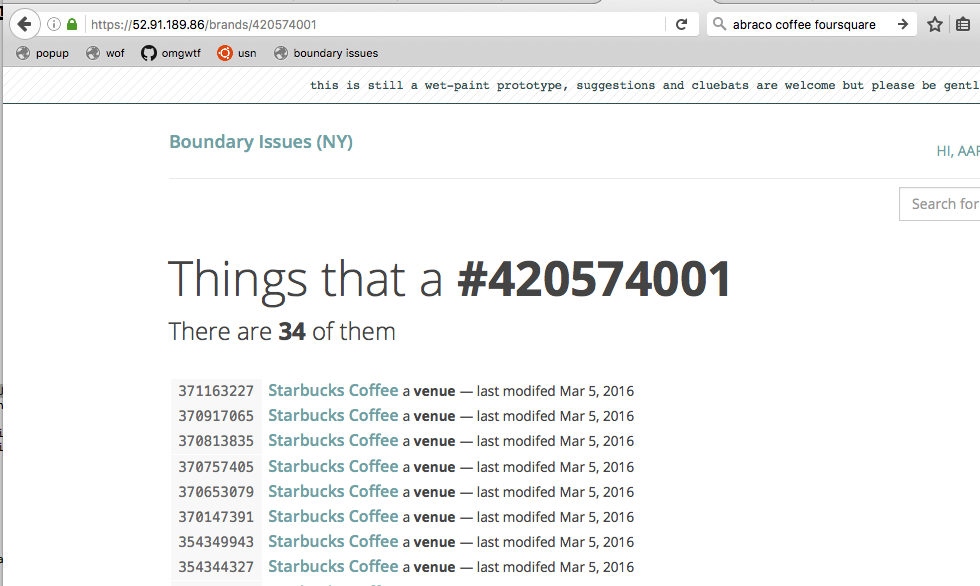 https://52.91.189.86/brands/420574001
abraco coffee foursquare
popup wof omgwtf usn boundary issues
this is still a wet-paint prototype, suggestions and cluebats are welcome but please be gentl
Boundary Issues (NY)
HI, AAR
Search for
Things that a #420574001
There are 34 of them
371163227 Starbucks Coffee a venue — last modifed Mar 5, 2016
370917065 Starbucks Coffee a venue — last modifed Mar 5, 2016
370813835 Starbucks Coffee a venue — last modifed Mar 5, 2016
370757405 Starbucks Coffee a venue — last modifed Mar 5, 2016
370653079 Starbucks Coffee a venue — last modifed Mar 5, 2016
370147391 Starbucks Coffee a venue — last modifed Mar 5, 2016
354349943 Starbucks Coffee a venue — last modifed Mar 5, 2016
354344327 Starbucks Coffee a venue — last modifed Mar 5, 2016